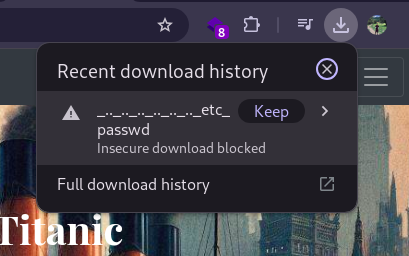 8
Recent download history
_.._.._.._.._.._.._etc_
passwd
Keep
Insecure download blocked
Full download history
Titanic